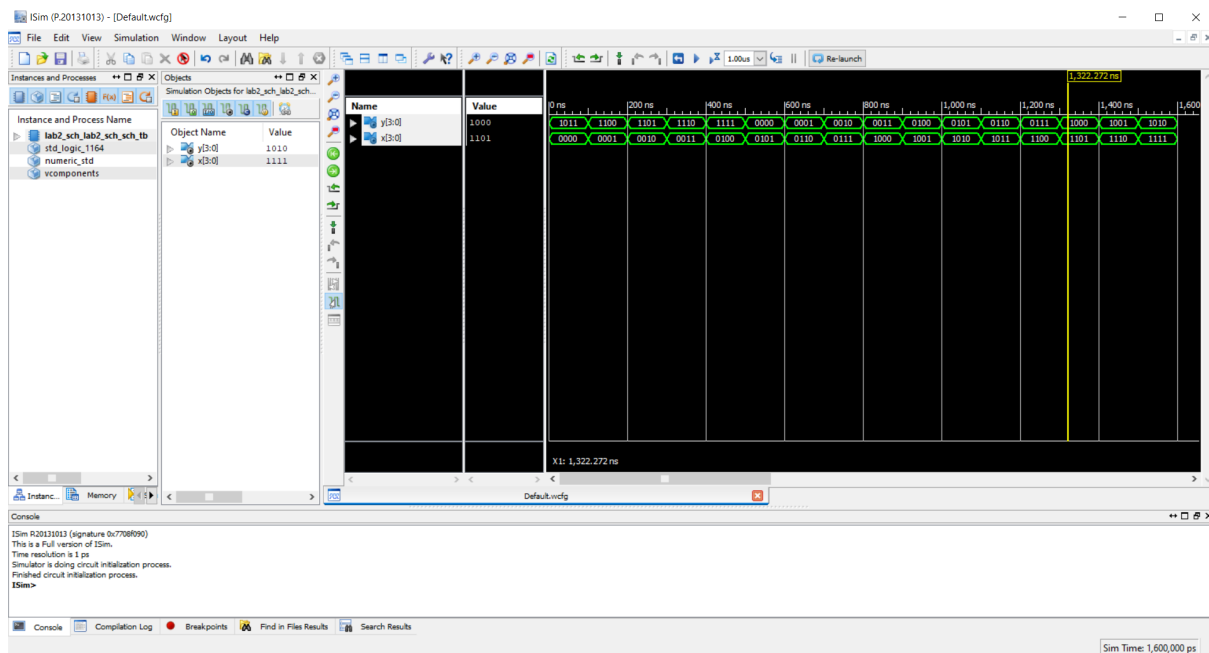 ISim (P.20131013) - [Default.wcfg]
File Edit View Simulation Window Layout Help
1.00us Re-launch
Instances and Processes
Instance and Process Name
lab2_sch_lab2_sch_sch_tb
std_logic_1164
numeric_std
vcomponents
Objects
Simulation Objects for lab2_sch_lab2_sch...
Object Name Value
y[3:0] 1010
x[3:0] 1111
1,322.272 ns
Name Value 0 ns 200 ns 400 ns 600 ns 800 ns 1,000 ns 1,200 ns 1,400 ns 1,600
y[3:0] 1000 1011 1100 1101 1110 1111 0000 0001 0010 0011 0100 0101 0110 0111 1000 1001 1010
x[3:0] 1101 0000 0001 0010 0011 0100 0101 0110 0111 1000 1001 1010 1011 1100 1101 1110 1111
X1: 1,322.272 ns
Instanc... Memory
Default.wcfg
Console
ISim P.20131013 (signature 0x7708f090)
This is a Full version of ISim.
Time resolution is 1 ps
Simulator is doing circuit initialization process.
Finished circuit initialization process.
ISim>
Console Compilation Log Breakpoints Find in Files Results Search Results
Sim Time: 1,600,000 ps